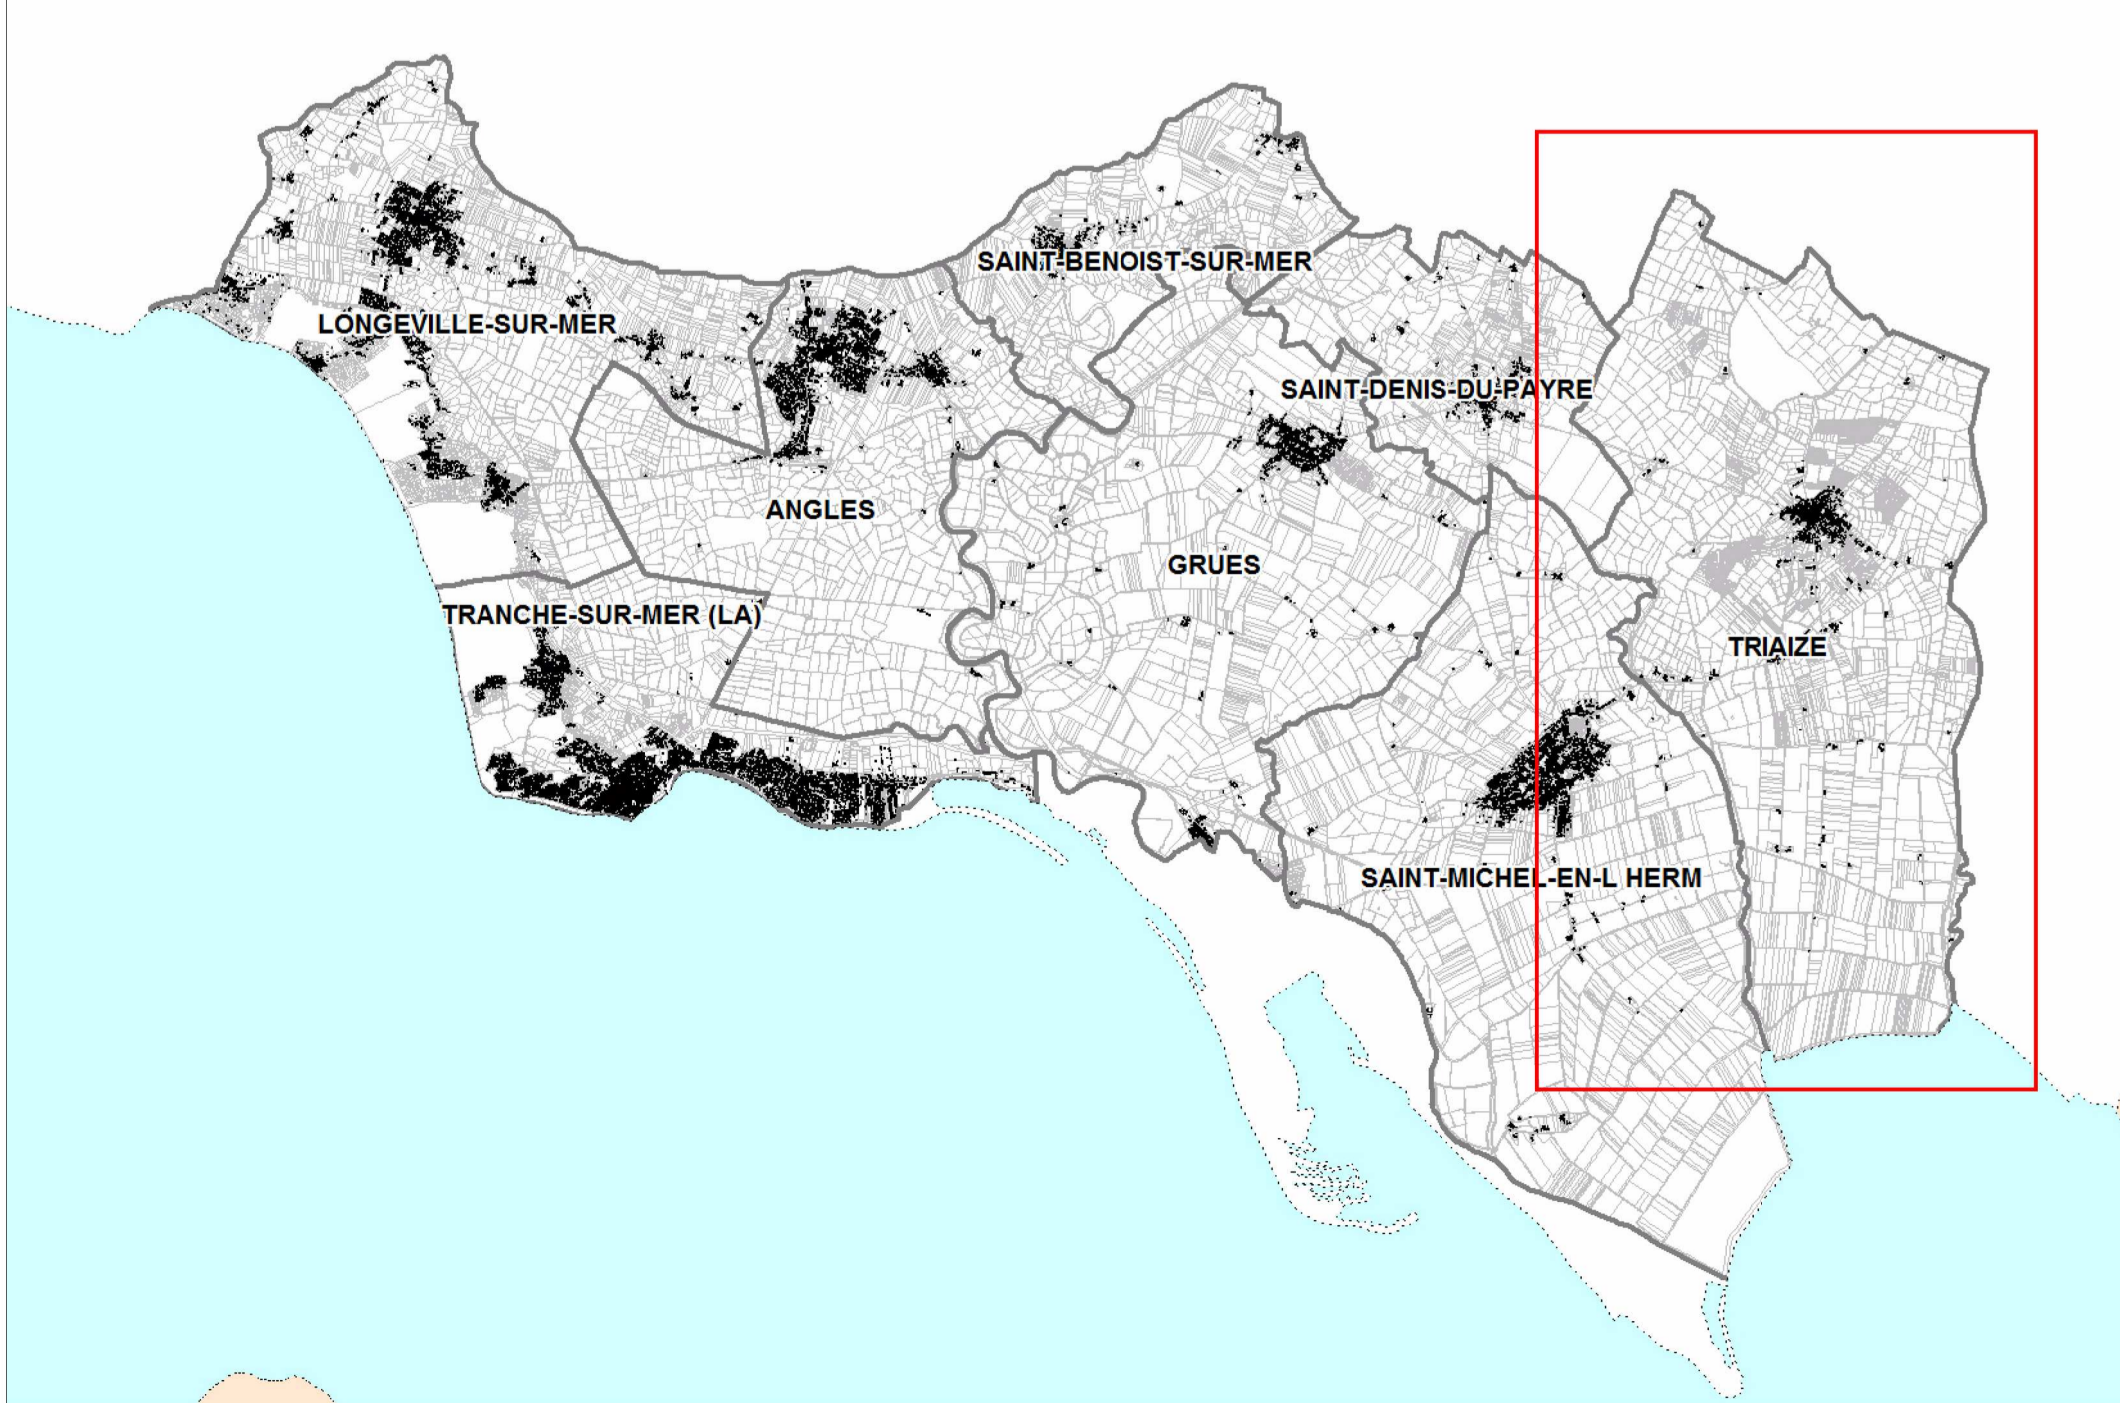 SAINT-BENOIST-SUR-MER
LONGEVILLE-SUR-MER
SAINT-DENIS-DU-PAYRE
ANGLES
GRUES
TRANCHE-SUR-MER (LA)
TRIAIZE
SAINT-MICHEL-EN-L HERM